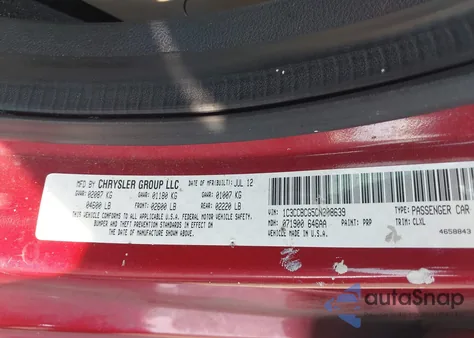 MFD BY: CHRYSLER GROUP LLC DATE OF MFR(BUILT): JUL 12
GVWR: 02087 KG GAWR: 01180 KG GAWR: 01007 KG
04600 LB FRONT: 02600 LB REAR: 02220 LB
THIS VEHICLE CONFORMS TO ALL APPLICABLE U.S.A. FEDERAL MOTOR VEHICLE SAFETY,
BUMPER AND THEFT PREVENTION STANDARDS IN EFFECT ON THE DATE OF
MANUFACTURE SHOWN ABOVE.
VIN: TYPE: PASSENGER CAR
MDH: 071900 646AA PAINT: PRP TRIM: CLXL
VEHICLE MADE IN U.S.A. 4658843
autoSnap